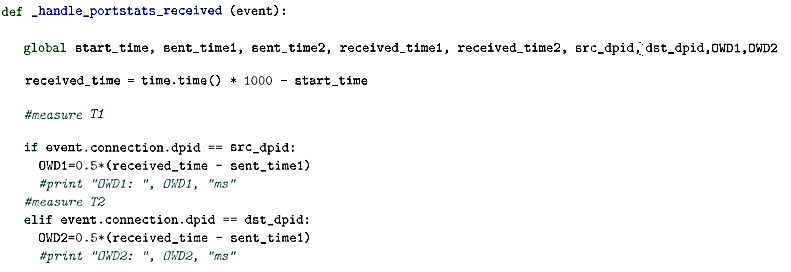 def _handle_portstats_received (event):
global start_time, sent_time1, sent_time2, received_time1, received_time2, src_dpid, dst_dpid,OWD1,OWD2
received_time = time.time() * 1000 - start_time
#measure T1
if event.connection.dpid == src_dpid:
OWD1=0.5*(received_time - sent_time1)
#print "OWD1: ", OWD1, "ms"
#measure T2
elif event.connection.dpid == dst_dpid:
OWD2=0.5*(received_time - sent_time1)
#print "OWD2: ", OWD2, "ms"